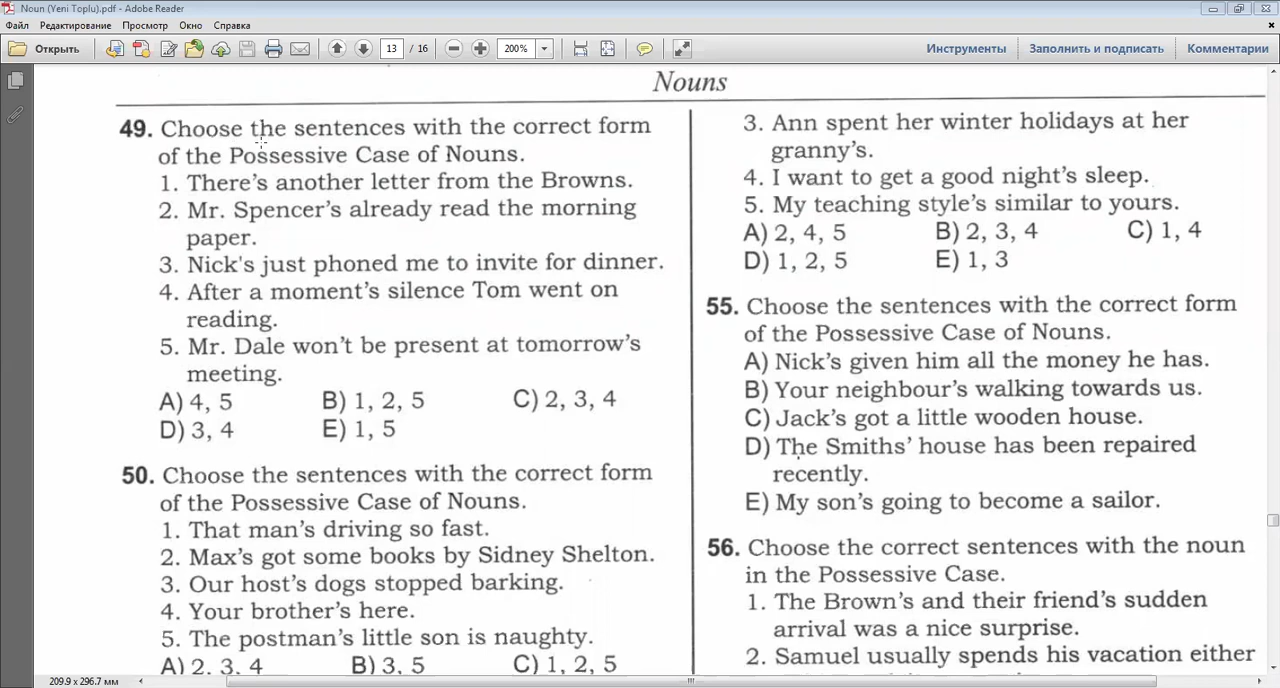 Noun (Yeni Toplu).pdf - Adobe Reader
Файл Редактирование Просмотр Окно Справка
Открыть 13 / 16 200% Инструменты Заполнить и подписать Комментарии
Nouns
49. Choose the sentences with the correct form
of the Possessive Case of Nouns.
1. There's another letter from the Browns.
2. Mr. Spencer's already read the morning
paper.
3. Nick's just phoned me to invite for dinner.
4. After a moment's silence Tom went on
reading.
5. Mr. Dale won't be present at tomorrow's
meeting.
A) 4, 5 B) 1, 2, 5 C) 2, 3, 4
D) 3, 4 E) 1, 5
50. Choose the sentences with the correct form
of the Possessive Case of Nouns.
1. That man's driving so fast.
2. Max's got some books by Sidney Shelton.
3. Our host's dogs stopped barking.
4. Your brother's here.
5. The postman's little son is naughty.
A) 2, 3, 4 B) 3, 5 C) 1, 2, 5
3. Ann spent her winter holidays at her
granny's.
4. I want to get a good night's sleep.
5. My teaching style's similar to yours.
A) 2, 4, 5 B) 2, 3, 4 C) 1, 4
D) 1, 2, 5 E) 1, 3
55. Choose the sentences with the correct form
of the Possessive Case of Nouns.
A) Nick's given him all the money he has.
B) Your neighbour's walking towards us.
C) Jack's got a little wooden house.
D) The Smiths' house has been repaired
recently.
E) My son's going to become a sailor.
56. Choose the correct sentences with the noun
in the Possessive Case.
1. The Brown's and their friend's sudden
arrival was a nice surprise.
2. Samuel usually spends his vacation either
209.9 x 296.7 мм